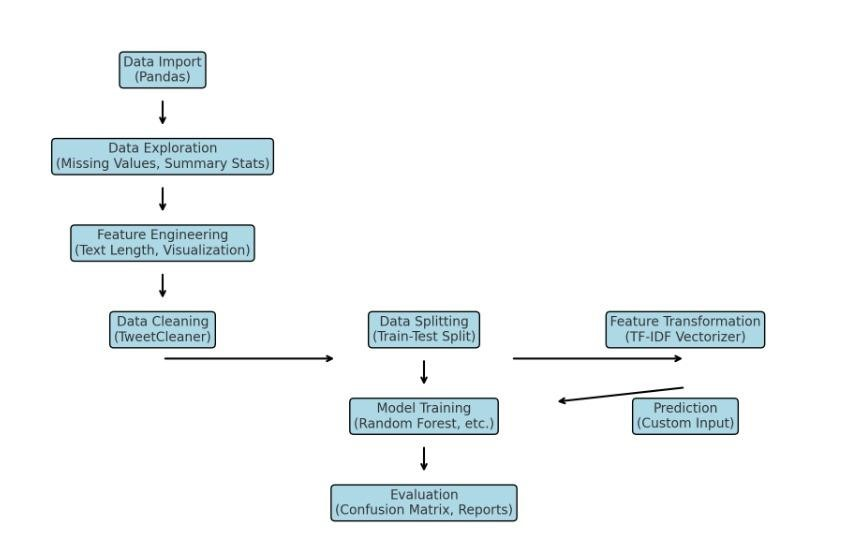 Data Import
(Pandas)
Data Exploration
(Missing Values, Summary Stats)
Feature Engineering
(Text Length, Visualization)
Data Cleaning
(TweetCleaner)
Data Splitting
(Train-Test Split)
Feature Transformation
(TF-IDF Vectorizer)
Model Training
(Random Forest, etc.)
Prediction
(Custom Input)
Evaluation
(Confusion Matrix, Reports)